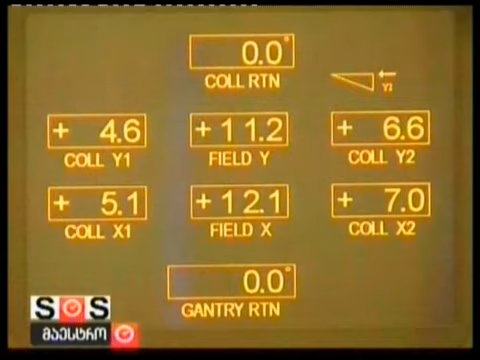 0.0°
COLL RTN
Y2
+ 4.6 + 11.2 + 6.6
COLL Y1 FIELD Y COLL Y2
+ 5.1 + 12.1 + 7.0
COLL X1 FIELD X COLL X2
0.0°
GANTRY RTN
SOS
მაესტრო